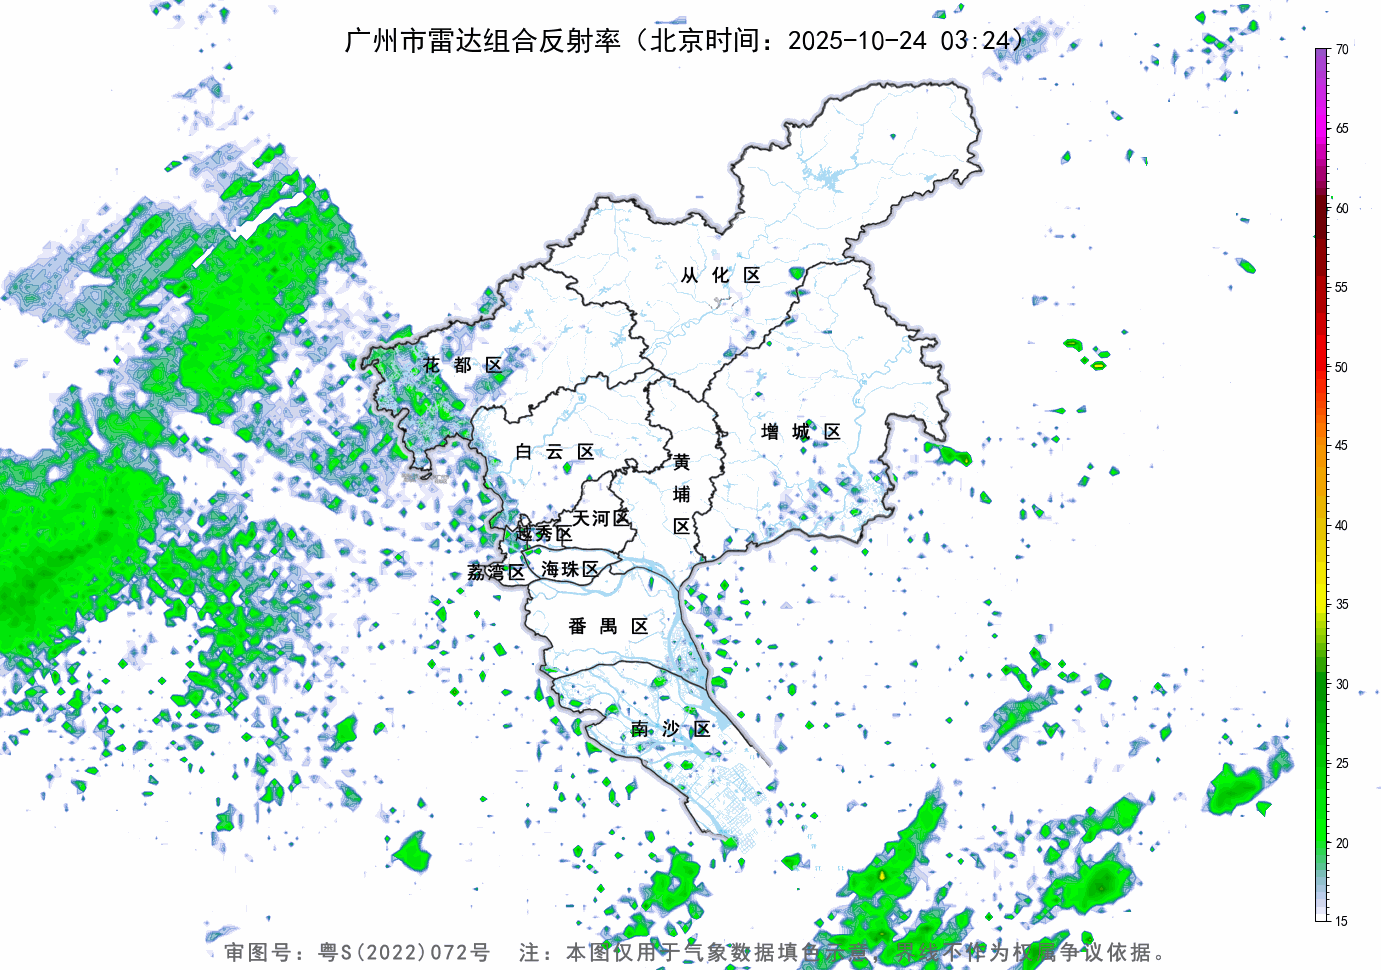 广州市雷达组合反射率（北京时间：2025-10-24 03:24）
70
65
60
55
50
45
40
35
30
25
20
15
从化区
花都区
增城区
白云区
黄埔区
天河区
越秀区
荔湾区
海珠区
番禺区
南沙区
审图号：粤S(2022)072号　注：本图仅用于气象数据填色示意，界线不作为权属争议依据。